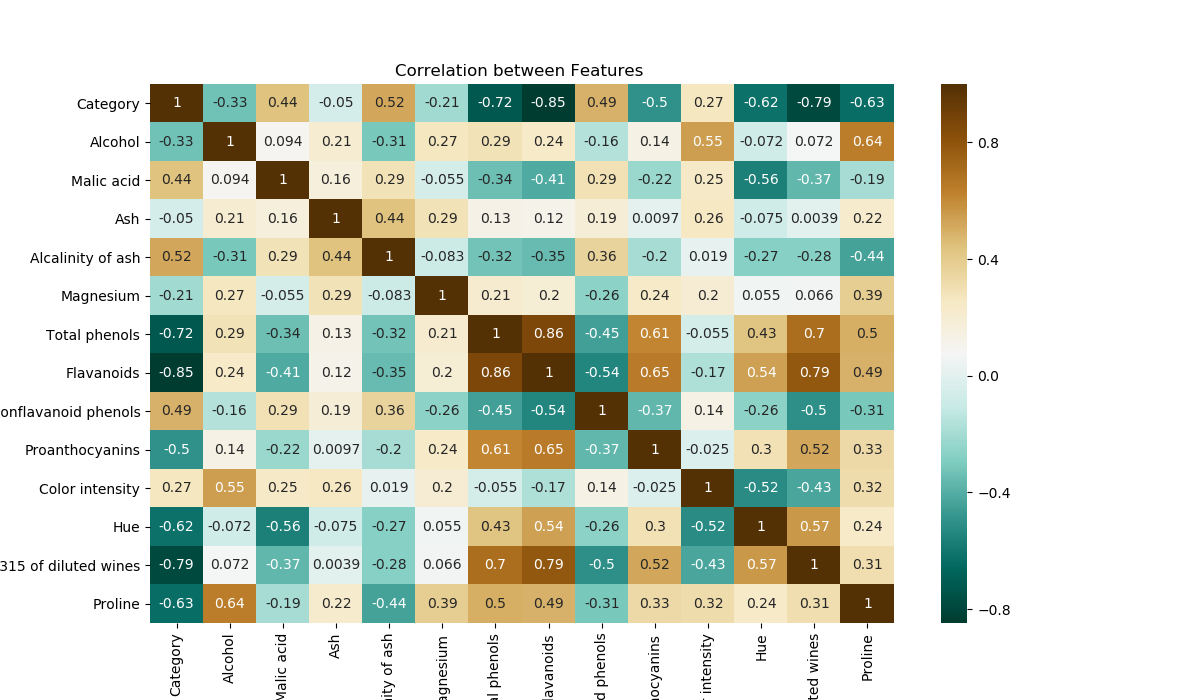 Correlation between Features
Category 1 -0.33 0.44 -0.05 0.52 -0.21 -0.72 -0.85 0.49 -0.5 0.27 -0.62 -0.79 -0.63
Alcohol -0.33 1 0.094 0.21 -0.31 0.27 0.29 0.24 -0.16 0.14 0.55 -0.072 0.072 0.64 0.8
Malic acid 0.44 0.094 1 0.16 0.29 -0.055 -0.34 -0.41 0.29 -0.22 0.25 -0.56 -0.37 -0.19
Ash -0.05 0.21 0.16 1 0.44 0.29 0.13 0.12 0.19 0.0097 0.26 -0.075 0.0039 0.22
Alcalinity of ash 0.52 -0.31 0.29 0.44 1 -0.083 -0.32 -0.35 0.36 -0.2 0.019 -0.27 -0.28 -0.44 0.4
Magnesium -0.21 0.27 -0.055 0.29 -0.083 1 0.21 0.2 -0.26 0.24 0.2 0.055 0.066 0.39
Total phenols -0.72 0.29 -0.34 0.13 -0.32 0.21 1 0.86 -0.45 0.61 -0.055 0.43 0.7 0.5
Flavanoids -0.85 0.24 -0.41 0.12 -0.35 0.2 0.86 1 -0.54 0.65 -0.17 0.54 0.79 0.49 0.0
onflavanoid phenols 0.49 -0.16 0.29 0.19 0.36 -0.26 -0.45 -0.54 1 -0.37 0.14 -0.26 -0.5 -0.31
Proanthocyanins -0.5 0.14 -0.22 0.0097 -0.2 0.24 0.61 0.65 -0.37 1 -0.025 0.3 0.52 0.33
Color intensity 0.27 0.55 0.25 0.26 0.019 0.2 -0.055 -0.17 0.14 -0.025 1 -0.52 -0.43 0.32 −0.4
Hue -0.62 -0.072 -0.56 -0.075 -0.27 0.055 0.43 0.54 -0.26 0.3 -0.52 1 0.57 0.24
315 of diluted wines -0.79 0.072 -0.37 0.0039 -0.28 0.066 0.7 0.79 -0.5 0.52 -0.43 0.57 1 0.31
Proline -0.63 0.64 -0.19 0.22 -0.44 0.39 0.5 0.49 -0.31 0.33 0.32 0.24 0.31 1 −0.8
Category
Alcohol
Malic acid
Ash
ity of ash
agnesium
al phenols
lavanoids
d phenols
ocyanins
r intensity
Hue
ted wines
Proline